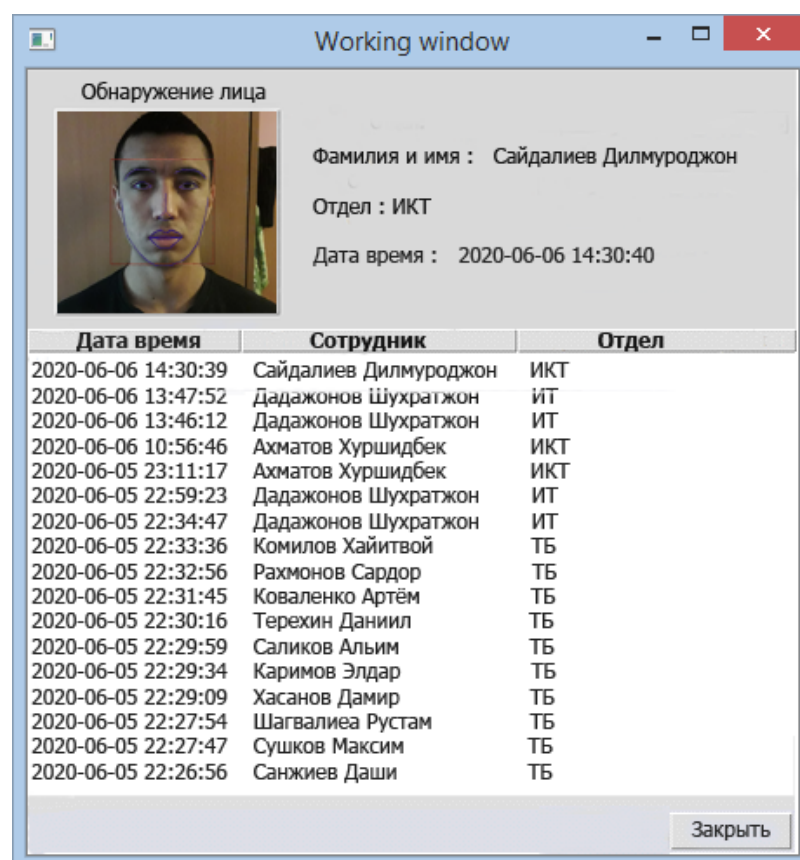 Working window
Обнаружение лица
Фамилия и имя : Сайдалиев Дилмуроджон
Отдел : ИКТ
Дата время : 2020-06-06 14:30:40
Дата время Сотрудник Отдел
2020-06-06 14:30:39 Сайдалиев Дилмуроджон ИКТ
2020-06-06 13:47:52 Дадажонов Шухратжон ИТ
2020-06-06 13:46:12 Дадажонов Шухратжон ИТ
2020-06-06 10:56:46 Ахматов Хуршидбек ИКТ
2020-06-05 23:11:17 Ахматов Хуршидбек ИКТ
2020-06-05 22:59:23 Дадажонов Шухратжон ИТ
2020-06-05 22:34:47 Дадажонов Шухратжон ИТ
2020-06-05 22:33:36 Комилов Хайитвой ТБ
2020-06-05 22:32:56 Рахмонов Сардор ТБ
2020-06-05 22:31:45 Коваленко Артём ТБ
2020-06-05 22:30:16 Терехин Даниил ТБ
2020-06-05 22:29:59 Саликов Альим ТБ
2020-06-05 22:29:34 Каримов Элдар ТБ
2020-06-05 22:29:09 Хасанов Дамир ТБ
2020-06-05 22:27:54 Шагвалиеа Рустам ТБ
2020-06-05 22:27:47 Сушков Максим ТБ
2020-06-05 22:26:56 Санжиев Даши ТБ
Закрыть